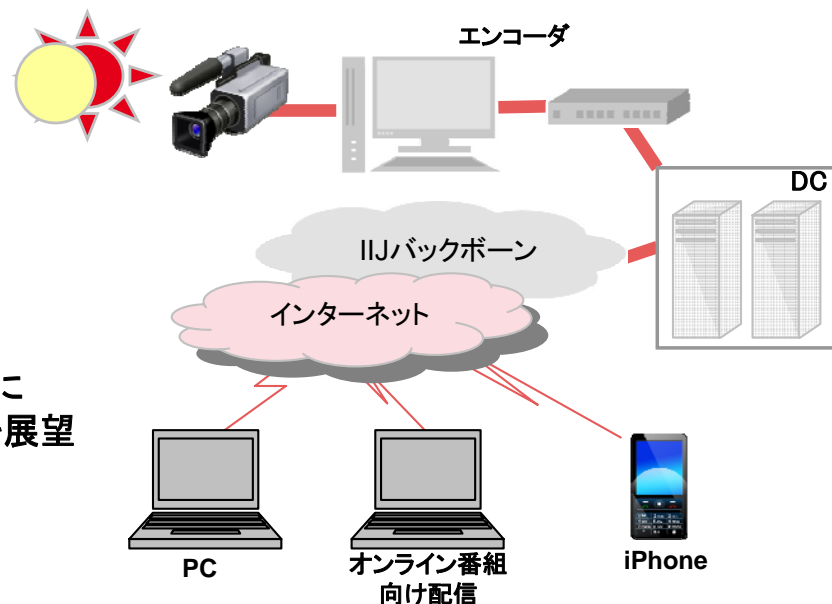 エンコーダ
DC
IIJバックボーン
インターネット
に
展望
PC
オンライン番組
向け配信
iPhone